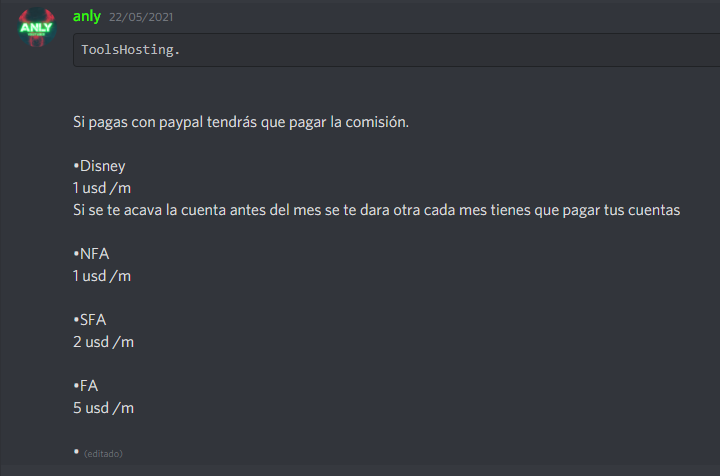 ANLY
anly 22/05/2021
ToolsHosting.
Si pagas con paypal tendrás que pagar la comisión.
•Disney
1 usd /m
Si se te acava la cuenta antes del mes se te dara otra cada mes tienes que pagar tus cuentas
•NFA
1 usd /m
•SFA
2 usd /m
•FA
5 usd /m
• (editado)